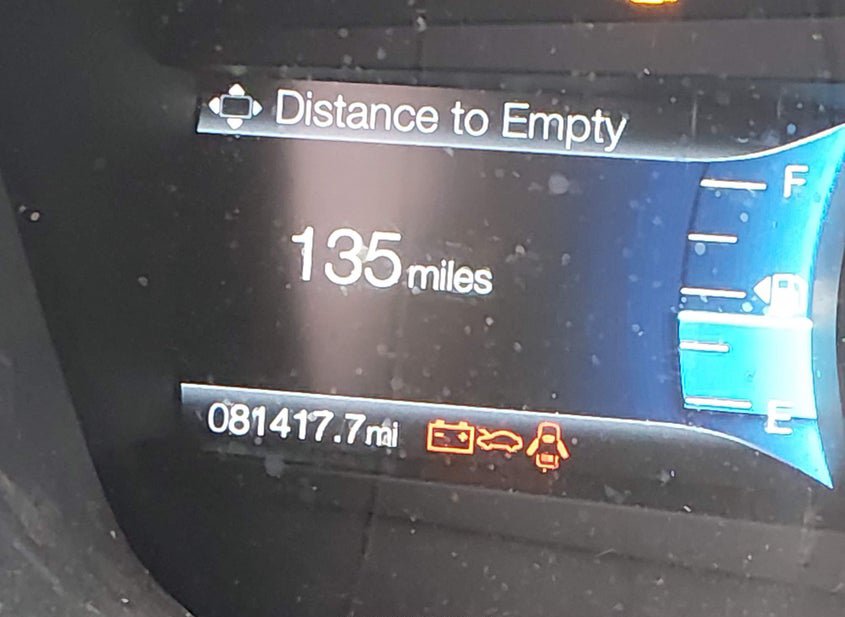 Distance to Empty
F
135 miles
E
081417.7mi